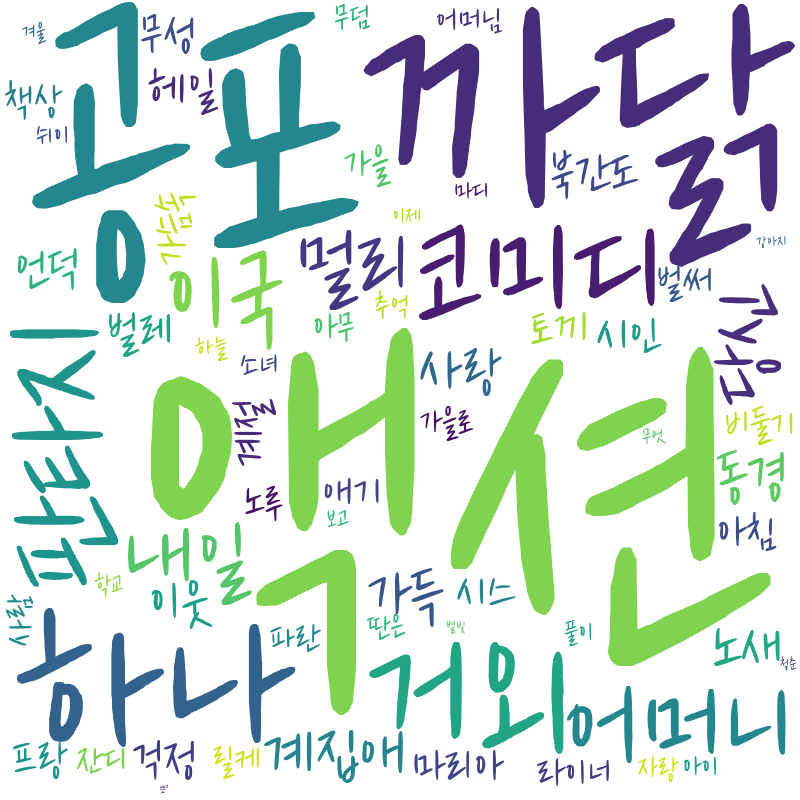 겨울
무성
무덤
어머님
공포
까닭
책상
헤일
쉬이
가을
마디
북간도
이제
강아지
가슴속
언덕
이국
멀리
코미디
벌써
추억
벌레
아무
토끼
시인
하늘
소녀
사랑
판타지
액션
계절
가을로
무엇
비둘기
노루
애기
보고
동경
아침
내일
학교
이웃
가득
시스
사람
딴은
별빛
풀이
하나
파란
거외
노새
청춘
어머니
프랑
잔디
걱정
릴케
계집애
마리아
라이너
자랑
아이